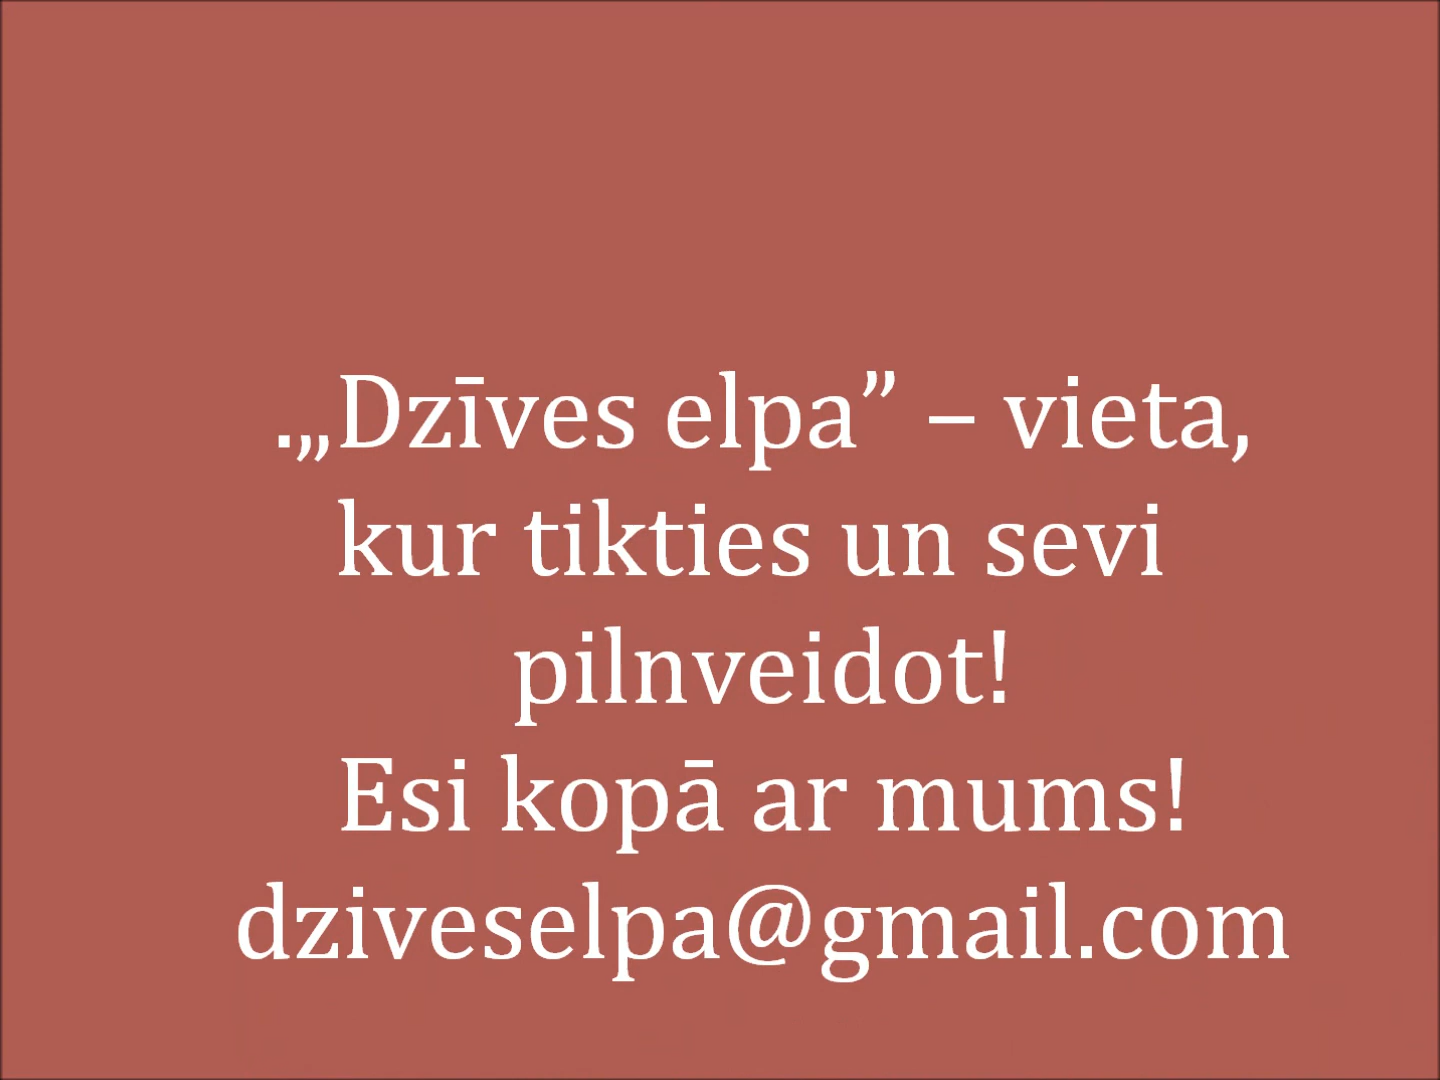 .„Dzīves elpa” – vieta,
kur tikties un sevi
pilnveidot!
Esi kopā ar mums!
dziveselpa@gmail.com